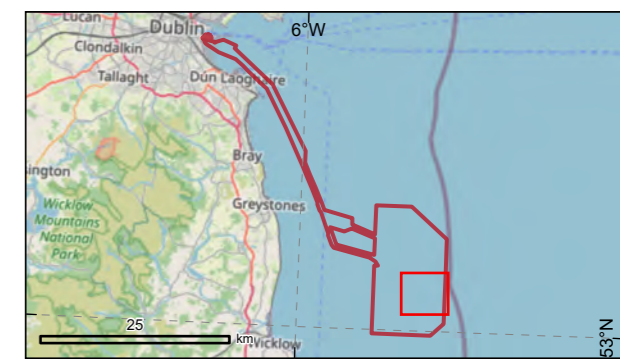 Lucan
Dublin
6°W
Clondalkin
Tallaght
Dún Laoghaire
Bray
ington
Wicklow
Mountains
National
Park
Greystones
25
km
Wicklow
53°N